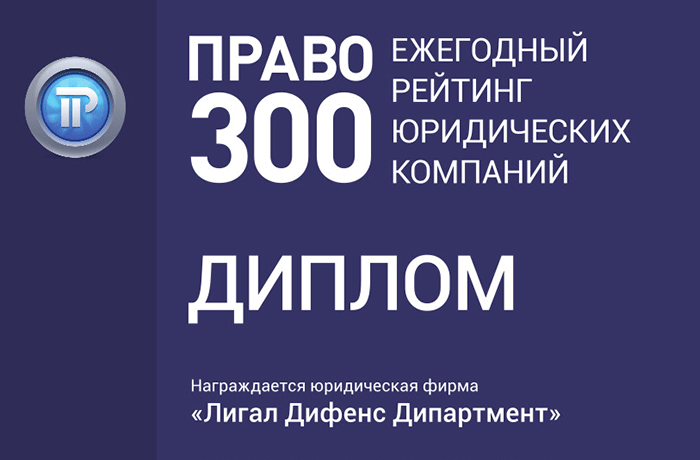 ПРАВО
300
ЕЖЕГОДНЫЙ
РЕЙТИНГ
ЮРИДИЧЕСКИХ
КОМПАНИЙ
ДИПЛОМ
Награждается юридическая фирма
«Лигал Дифенс Дипартмент»